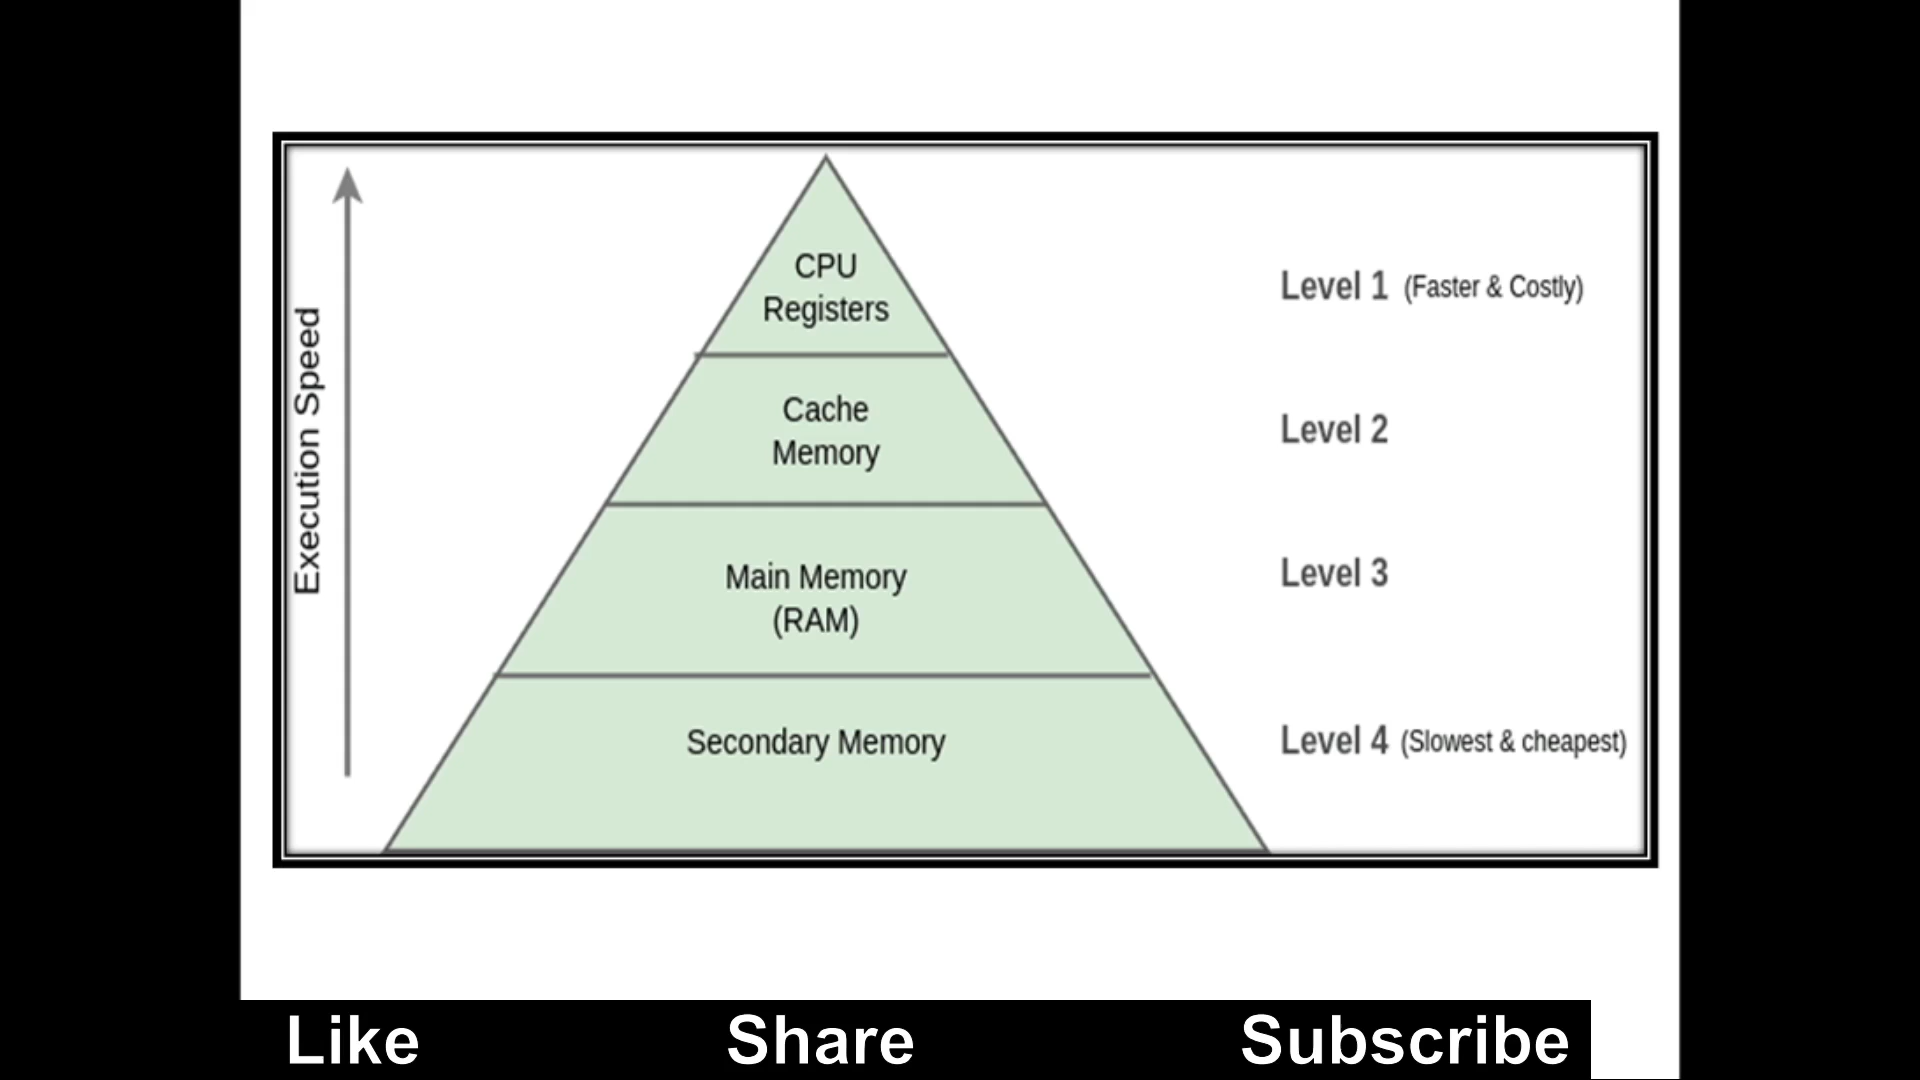 Execution Speed
CPU
Registers
Level 1 (Faster & Costly)
Cache
Memory
Level 2
Main Memory
(RAM)
Level 3
Secondary Memory
Level 4 (Slowest & cheapest)
Like Share Subscribe